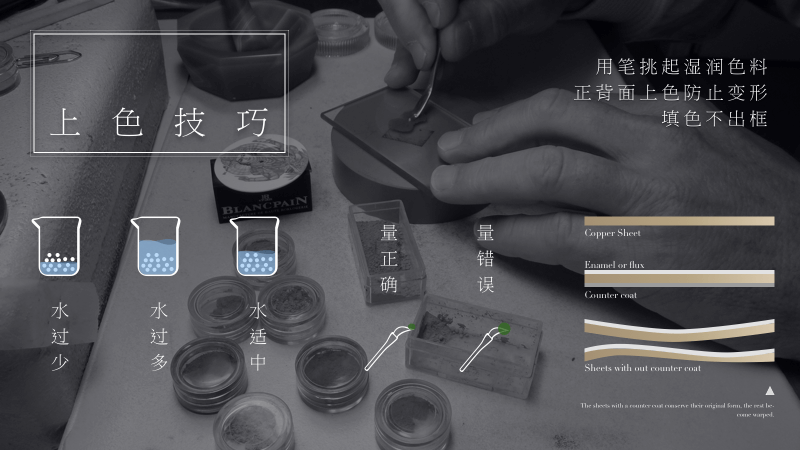 上色技巧
用笔挑起湿润色料
正背面上色防止变形
填色不出框
BLANCPAIN
水过少
水过多
水适中
量正确
量错误
Copper Sheet
Enamel or flux
Counter coat
Sheets with out counter coat
The sheets with a counter coat conserve their original form, the rest be-
come warped.